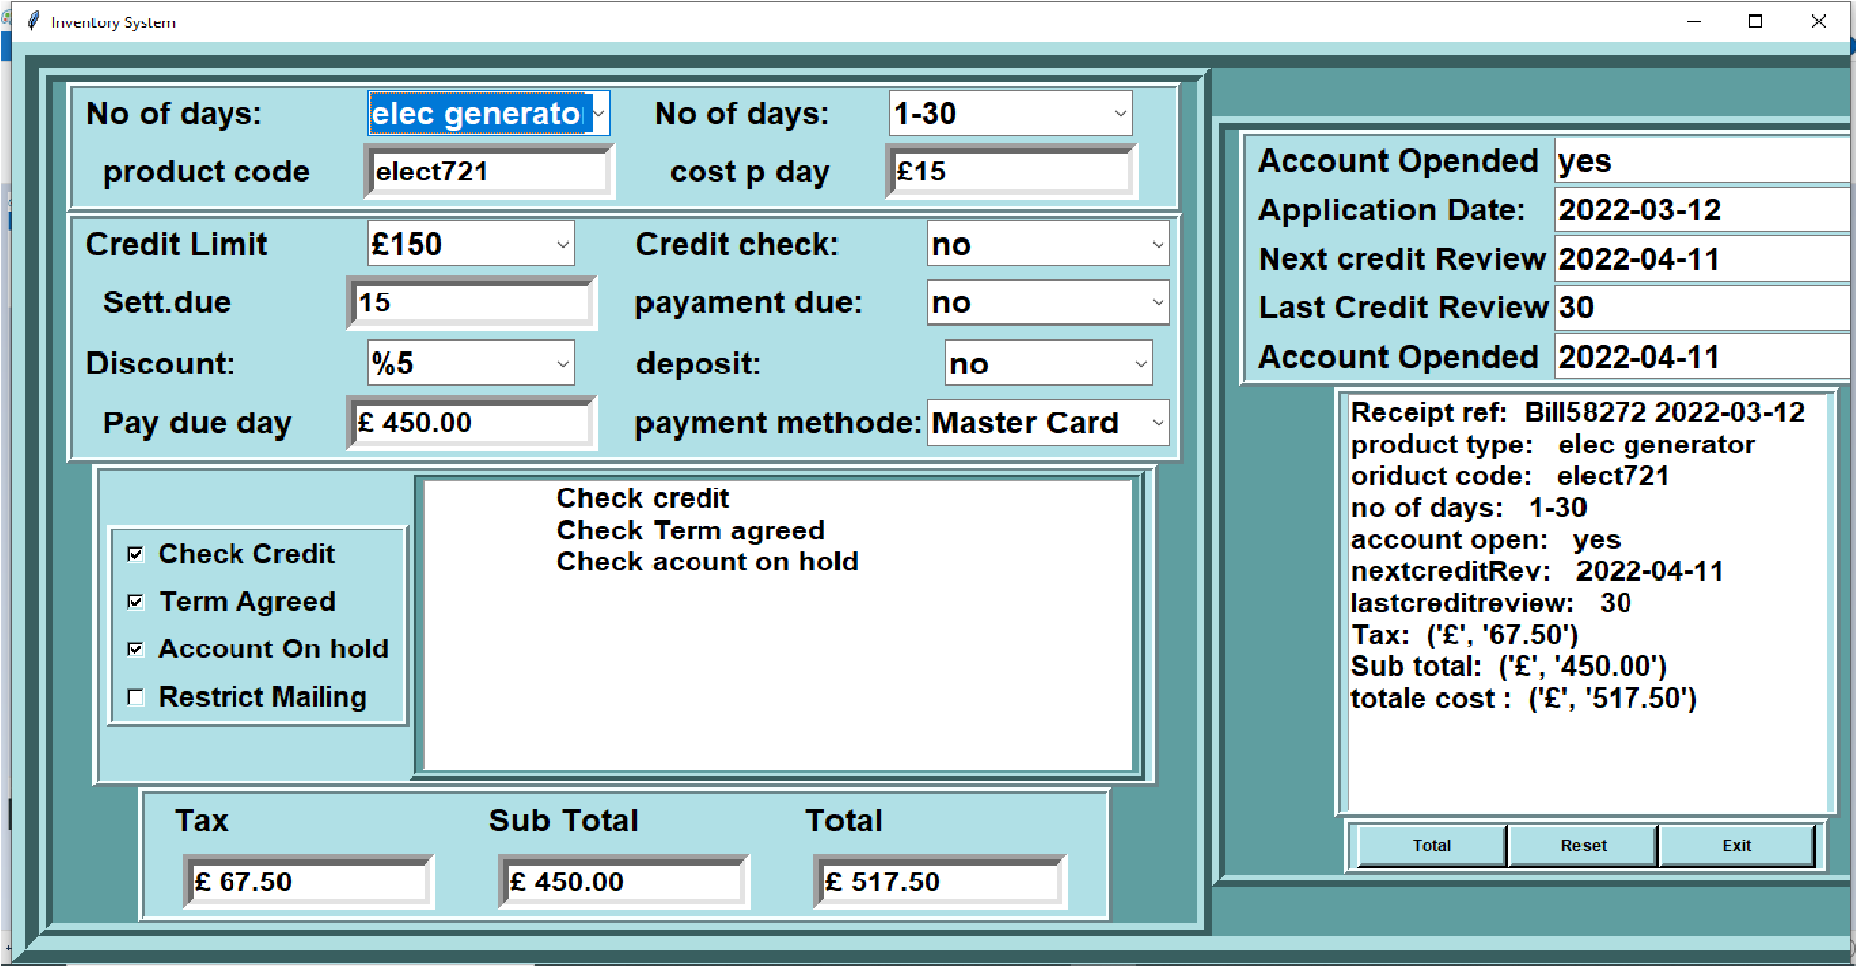 Inventory System
No of days: elec generato No of days: 1-30
product code elect721 cost p day £15
Credit Limit £150 Credit check: no
Sett.due 15 payament due: no
Discount: %5 deposit: no
Pay due day £ 450.00 payment methode: Master Card
Check Credit
Term Agreed
Account On hold
Restrict Mailing
Check credit
Check Term agreed
Check acount on hold
Tax Sub Total Total
£ 67.50 £ 450.00 £ 517.50
Account Opended yes
Application Date: 2022-03-12
Next credit Review 2022-04-11
Last Credit Review 30
Account Opended 2022-04-11
Receipt ref: Bill58272 2022-03-12
product type: elec generator
oriduct code: elect721
no of days: 1-30
account open: yes
nextcreditRev: 2022-04-11
lastcreditreview: 30
Tax: ('£', '67.50')
Sub total: ('£', '450.00')
totale cost : ('£', '517.50')
Total Reset Exit